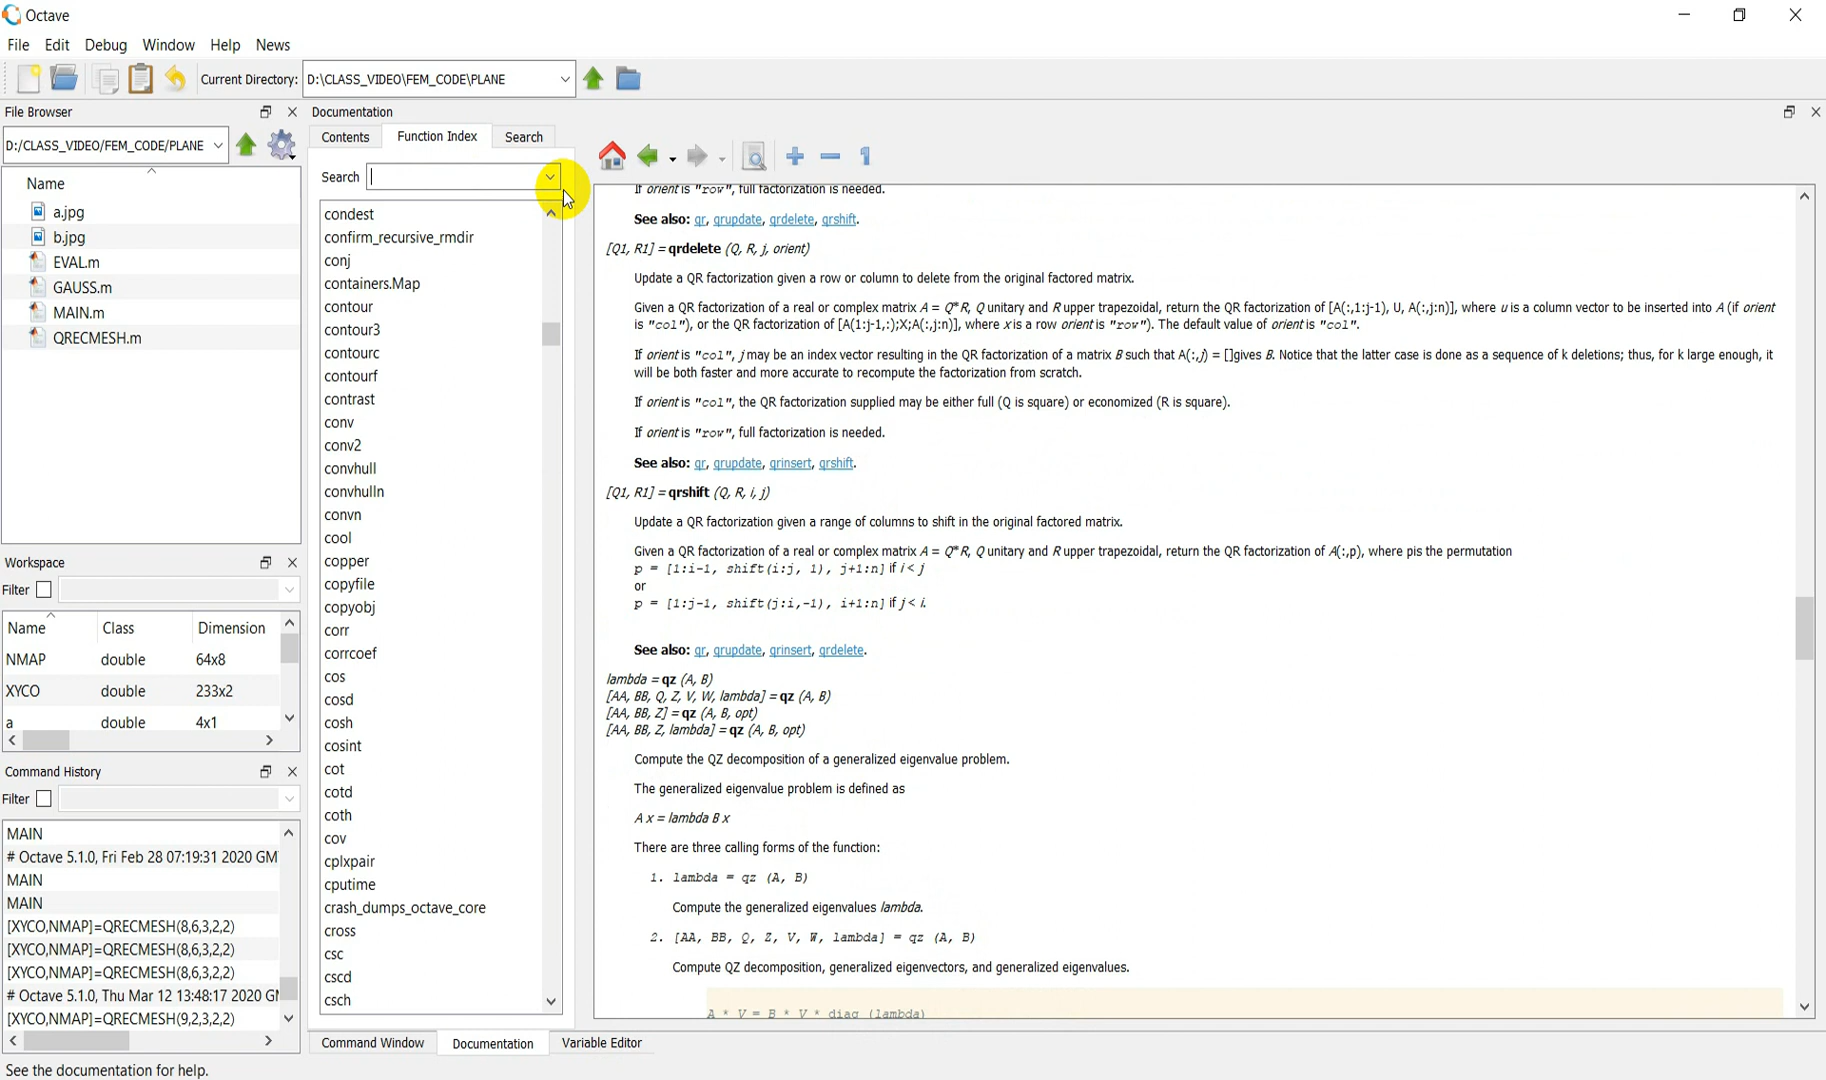 Octave
File Edit Debug Window Help News
Current Directory: D:\CLASS_VIDEO\FEM_CODE\PLANE
File Browser
D:/CLASS_VIDEO/FEM_CODE/PLANE
Name
a.jpg
b.jpg
EVAL.m
GAUSS.m
MAIN.m
QRECMESH.m
Workspace
Filter
Name Class Dimension
NMAP double 64x8
XYCO double 233x2
a double 4x1
Command History
Filter
MAIN
# Octave 5.1.0, Fri Feb 28 07:19:31 2020 GM
MAIN
MAIN
[XYCO,NMAP]=QRECMESH(8,6,3,2,2)
[XYCO,NMAP]=QRECMESH(8,6,3,2,2)
[XYCO,NMAP]=QRECMESH(8,6,3,2,2)
# Octave 5.1.0, Thu Mar 12 13:48:17 2020 G
[XYCO,NMAP]=QRECMESH(9,2,3,2,2)
See the documentation for help.
Documentation
Contents Function Index Search
Search
condest
confirm_recursive_rmdir
conj
containers.Map
contour
contour3
contourc
contourf
contrast
conv
conv2
convhull
convhulln
convn
cool
copper
copyfile
copyobj
corr
corrcoef
cos
cosd
cosh
cosint
cot
cotd
coth
cov
cplxpair
cputime
crash_dumps_octave_core
cross
csc
cscd
csch
1
If orient is "row", full factorization is needed.
See also: qr, qrupdate, qrdelete, qrshift.
[Q1, R1] = qrdelete (Q, R, j, orient)
Update a QR factorization given a row or column to delete from the original factored matrix.
Given a QR factorization of a real or complex matrix A = Q*R, Q unitary and R upper trapezoidal, return the QR factorization of [A(:,1:j-1), U, A(:,j:n)], where u is a column vector to be inserted into A (if orient
is "col"), or the QR factorization of [A(1:j-1,:);X;A(:,j:n)], where x is a row orient is "row"). The default value of orient is "col".
If orient is "col", j may be an index vector resulting in the QR factorization of a matrix B such that A(:,j) = []gives B. Notice that the latter case is done as a sequence of k deletions; thus, for k large enough, it
will be both faster and more accurate to recompute the factorization from scratch.
If orient is "col", the QR factorization supplied may be either full (Q is square) or economized (R is square).
If orient is "row", full factorization is needed.
See also: qr, qrupdate, qrinsert, qrshift.
[Q1, R1] = qrshift (Q, R, i, j)
Update a QR factorization given a range of columns to shift in the original factored matrix.
Given a QR factorization of a real or complex matrix A = Q*R, Q unitary and R upper trapezoidal, return the QR factorization of A(:,p), where pis the permutation
p = [1:i-1, shift(i:j, 1), j+1:n] if i < j
or
p = [1:j-1, shift(j:i,-1), i+1:n] if j < i.
See also: qr, qrupdate, qrinsert, qrdelete.
lambda = qz (A, B)
[AA, BB, Q, Z, V, W, lambda] = qz (A, B)
[AA, BB, Z] = qz (A, B, opt)
[AA, BB, Z, lambda] = qz (A, B, opt)
Compute the QZ decomposition of a generalized eigenvalue problem.
The generalized eigenvalue problem is defined as
A x = lambda B x
There are three calling forms of the function:
1. lambda = qz (A, B)
Compute the generalized eigenvalues lambda.
2. [AA, BB, Q, Z, V, W, lambda] = qz (A, B)
Compute QZ decomposition, generalized eigenvectors, and generalized eigenvalues.
A * V = B * V * diag (lambda)
Command Window Documentation Variable Editor